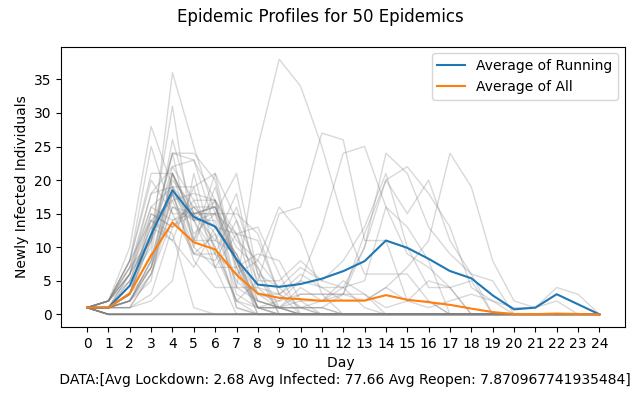 Epidemic Profiles for 50 Epidemics
Average of Running
Average of All
35
30
25
20
15
10
5
0
Newly Infected Individuals
0 1 2 3 4 5 6 7 8 9 10 11 12 13 14 15 16 17 18 19 20 21 22 23 24
Day
DATA:[Avg Lockdown: 2.68 Avg Infected: 77.66 Avg Reopen: 7.870967741935484]